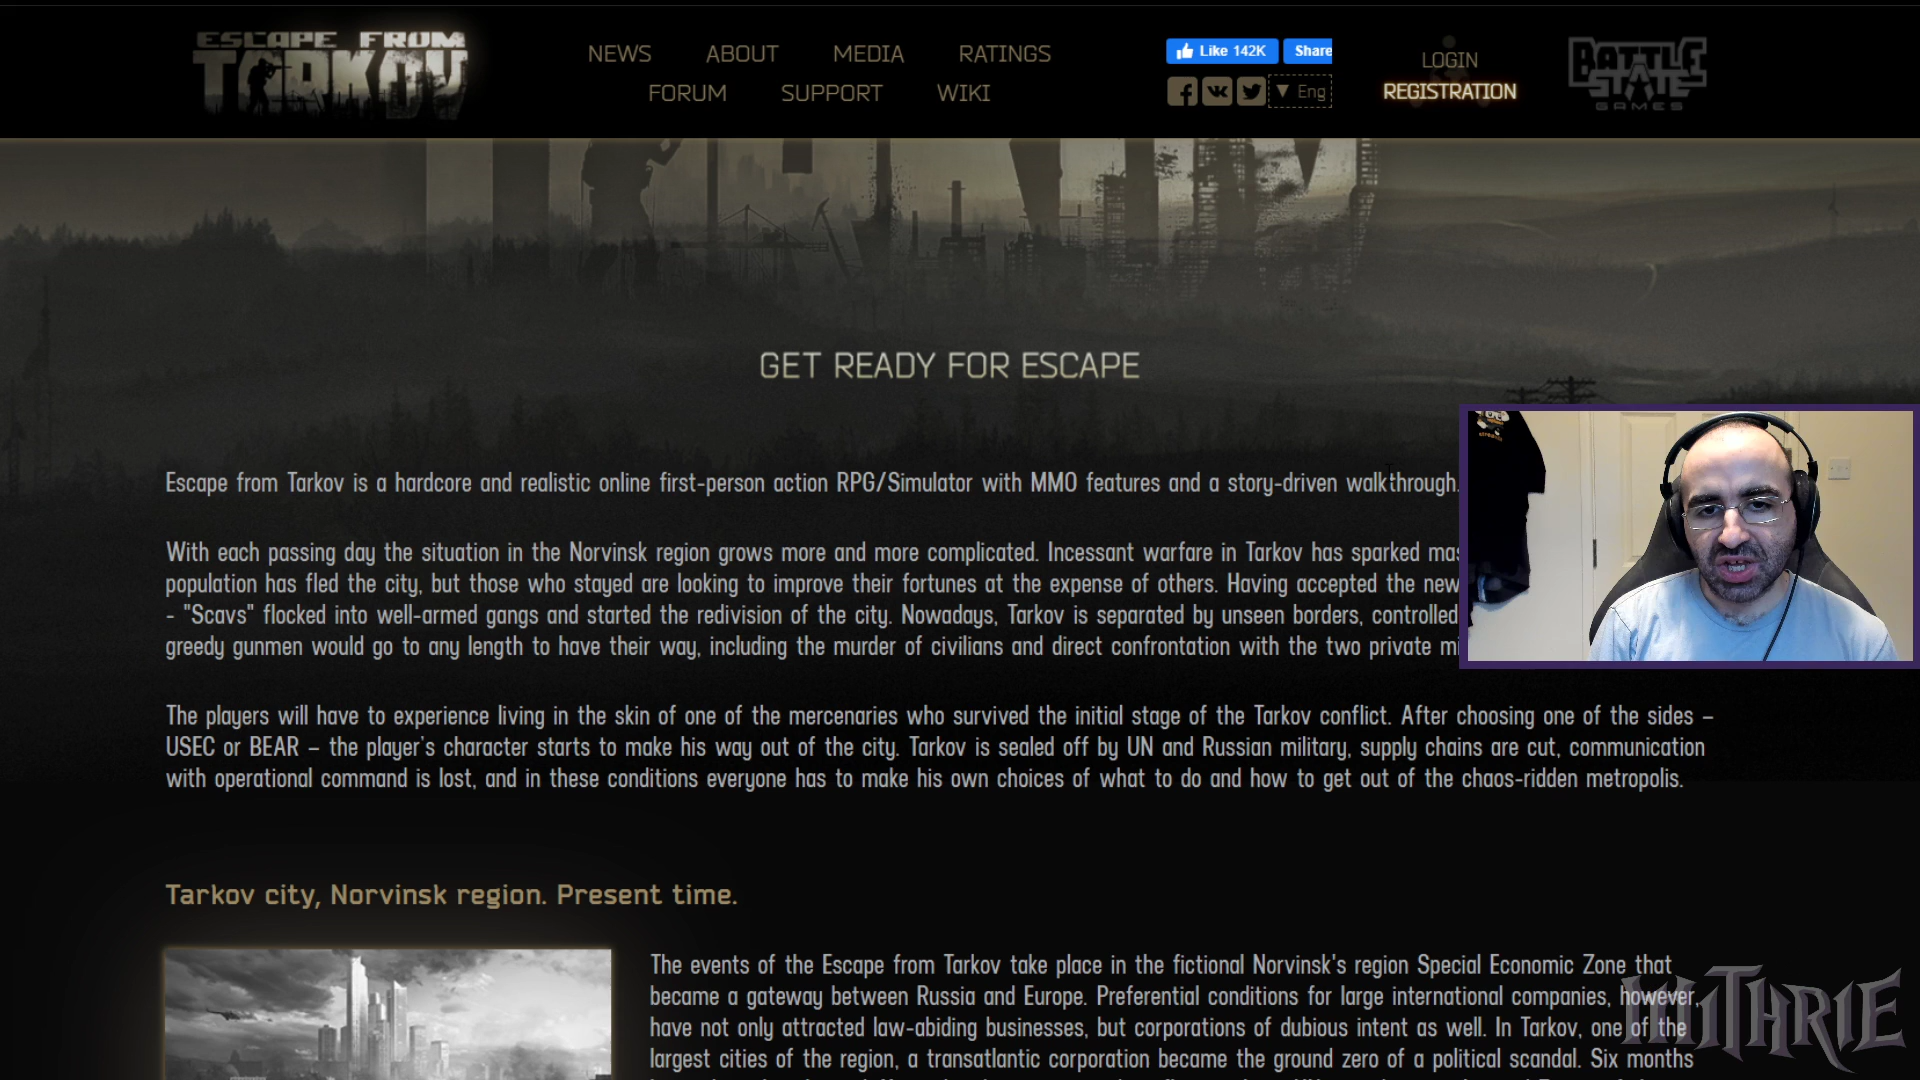 ESCAPE FROM
TARKOV
NEWS ABOUT MEDIA RATINGS
FORUM SUPPORT WIKI
Like 142K Share
▼ Eng
LOGIN
REGISTRATION
BATTLE
STATE
GAMES
GET READY FOR ESCAPE
Escape from Tarkov is a hardcore and realistic online first-person action RPG/Simulator with MMO features and a story-driven walkthrough.
With each passing day the situation in the Norvinsk region grows more and more complicated. Incessant warfare in Tarkov has sparked
population has fled the city, but those who stayed are looking to improve their fortunes at the expense of others. Having accepted the new
- "Scavs" flocked into well-armed gangs and started the redivision of the city. Nowadays, Tarkov is separated by unseen borders, controlled
greedy gunmen would go to any length to have their way, including the murder of civilians and direct confrontation with the two private
The players will have to experience living in the skin of one of the mercenaries who survived the initial stage of the Tarkov conflict. After choosing one of the sides –
USEC or BEAR – the player's character starts to make his way out of the city. Tarkov is sealed off by UN and Russian military, supply chains are cut, communication
with operational command is lost, and in these conditions everyone has to make his own choices of what to do and how to get out of the chaos-ridden metropolis.
Tarkov city, Norvinsk region. Present time.
The events of the Escape from Tarkov take place in the fictional Norvinsk's region Special Economic Zone that
became a gateway between Russia and Europe. Preferential conditions for large international companies, however,
have not only attracted law-abiding businesses, but corporations of dubious intent as well. In Tarkov, one of the
largest cities of the region, a transatlantic corporation became the ground zero of a political scandal. Six months
MITHRIE